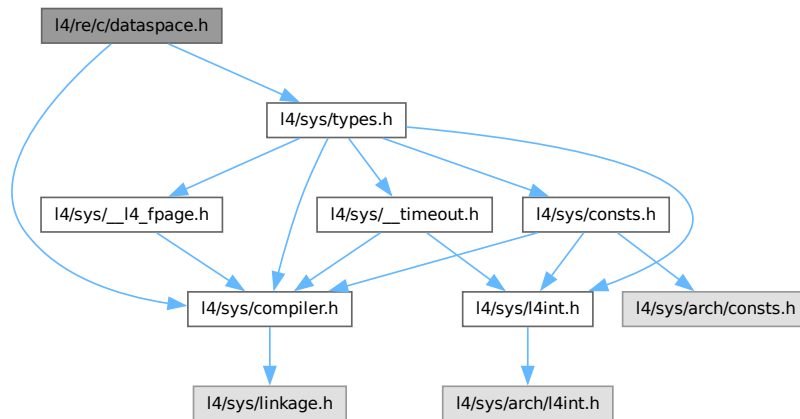 l4/re/c/dataspace.h
l4/sys/types.h
l4/sys/__l4_fpage.h
l4/sys/__timeout.h
l4/sys/consts.h
l4/sys/compiler.h
l4/sys/l4int.h
l4/sys/arch/consts.h
l4/sys/linkage.h
l4/sys/arch/l4int.h